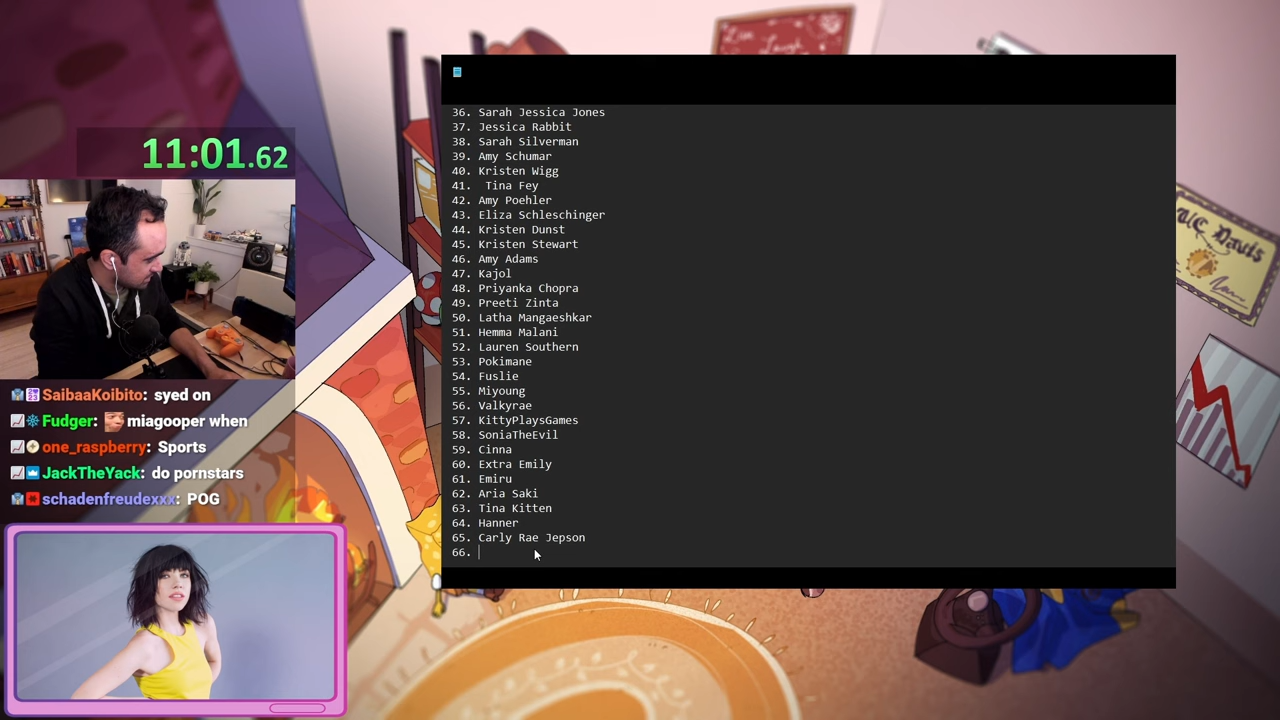 Live
Laugh
11:01.62
36. Sarah Jessica Jones
37. Jessica Rabbit
38. Sarah Silverman
39. Amy Schumar
40. Kristen Wigg
41.  Tina Fey
42. Amy Poehler
43. Eliza Schleschinger
44. Kristen Dunst
45. Kristen Stewart
46. Amy Adams
47. Kajol
48. Priyanka Chopra
49. Preeti Zinta
50. Latha Mangaeshkar
51. Hemma Malani
52. Lauren Southern
53. Pokimane
54. Fuslie
55. Miyoung
56. Valkyrae
57. KittyPlaysGames
58. SoniaTheEvil
59. Cinna
60. Extra Emily
61. Emiru
62. Aria Saki
63. Tina Kitten
64. Hanner
65. Carly Rae Jepson
66.
SaibaaKoibito: syed on
Fudger: miagooper when
one_raspberry: Sports
JackTheYack: do pornstars
schadenfreudexxx: POG
UC Davis